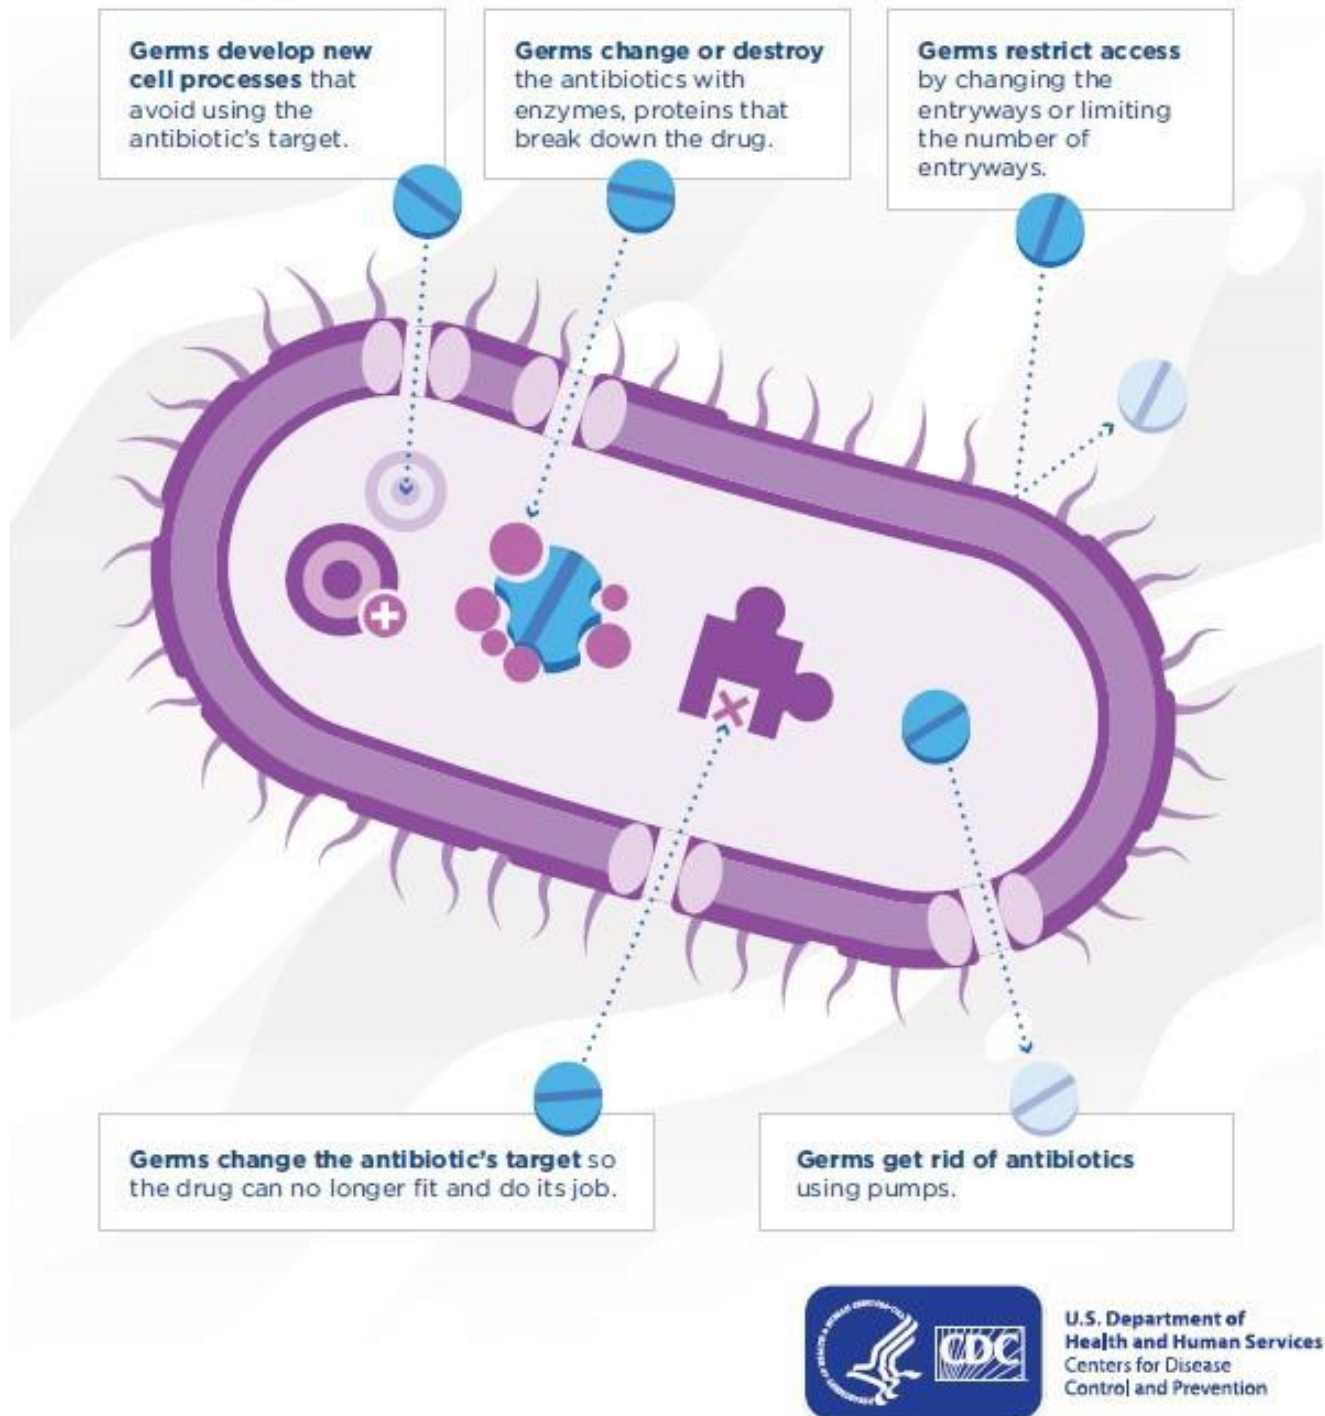 Germs develop new
cell processes that
avoid using the
antibiotic's target.
Germs change or destroy
the antibiotics with
enzymes, proteins that
break down the drug.
Germs restrict access
by changing the
entryways or limiting
the number of
entryways.
Germs change the antibiotic's target so
the drug can no longer fit and do its job.
Germs get rid of antibiotics
using pumps.
CDC
U.S. Department of
Health and Human Services
Centers for Disease
Control and Prevention